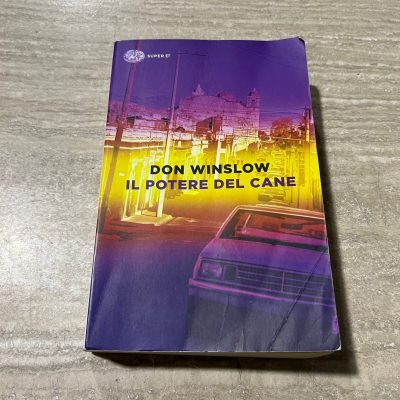 SUPER ET
DON WINSLOW
IL POTERE DEL CANE